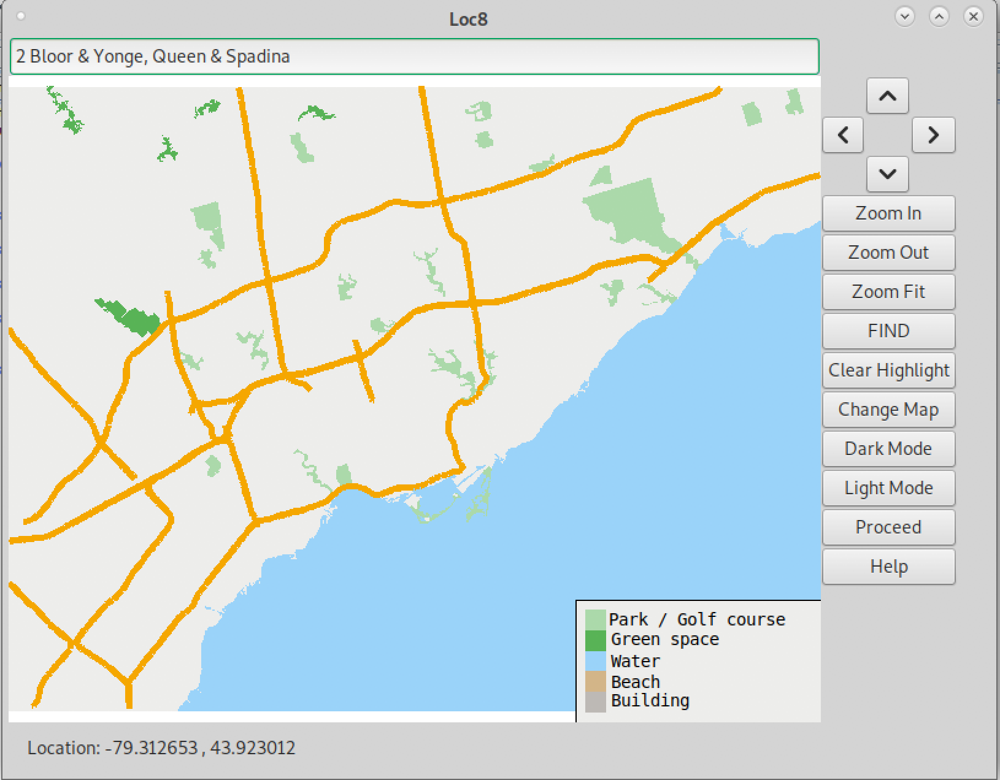 Loc8
2 Bloor & Yonge, Queen & Spadina
Zoom In
Zoom Out
Zoom Fit
FIND
Clear Highlight
Change Map
Dark Mode
Light Mode
Proceed
Help
Park / Golf course
Green space
Water
Beach
Building
Location: -79.312653 , 43.923012